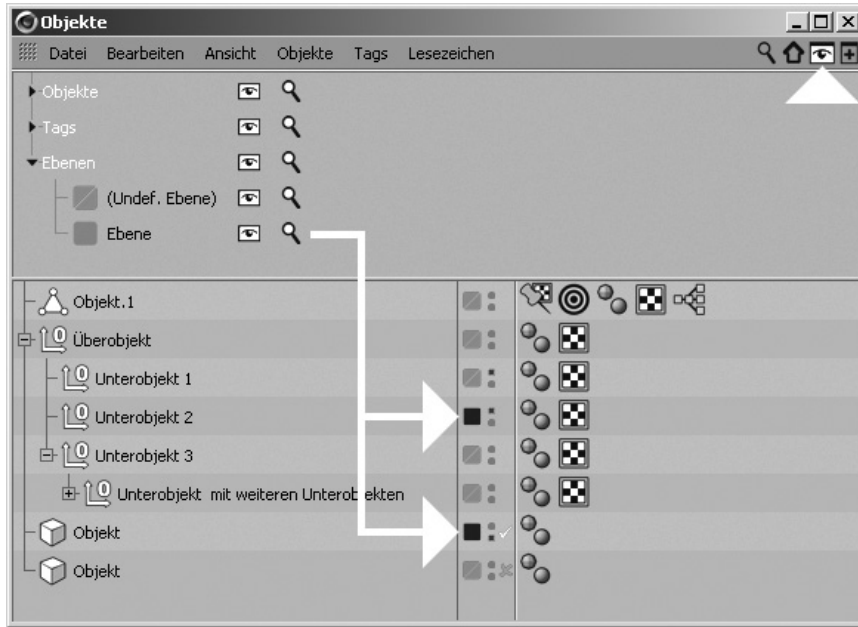 Objekte
Datei Bearbeiten Ansicht Objekte Tags Lesezeichen
Objekte
Tags
Ebenen
(Undef. Ebene)
Ebene
Objekt.1
Überobjekt
Unterobjekt 1
Unterobjekt 2
Unterobjekt 3
Unterobjekt mit weiteren Unterobjekten
Objekt
Objekt